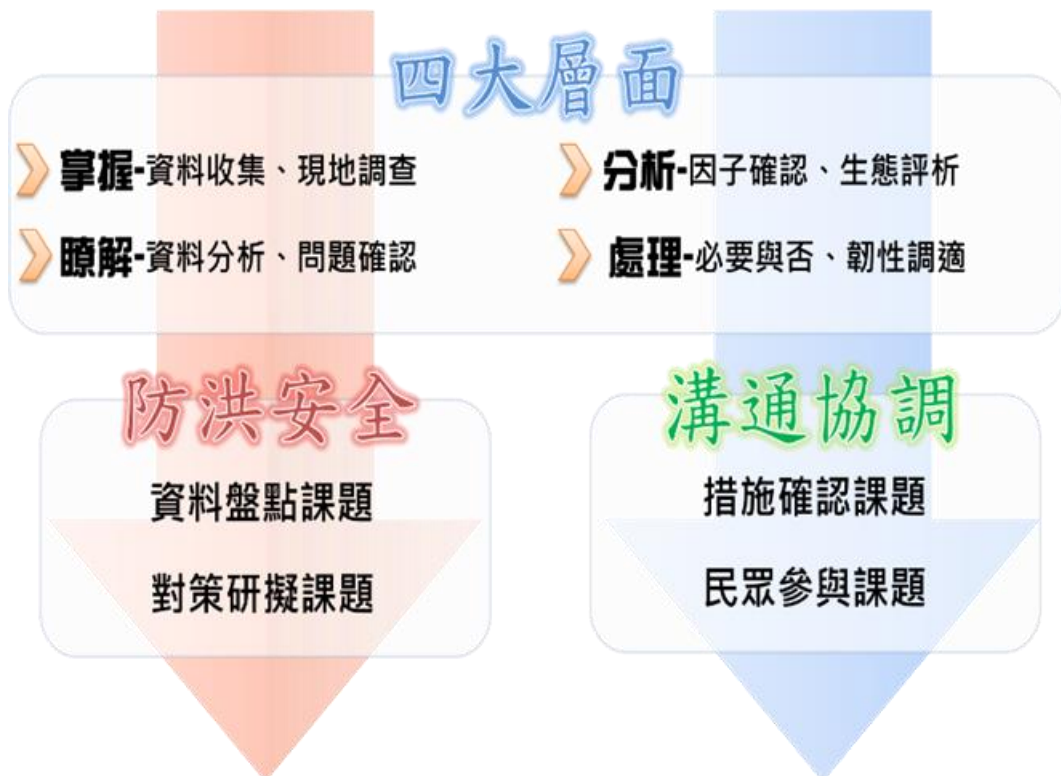 四大層面
掌握-資料收集、現地調查
分析-因子確認、生態評析
瞭解-資料分析、問題確認
處理-必要與否、韌性調適
防洪安全
資料盤點課題
對策研擬課題
溝通協調
措施確認課題
民眾參與課題